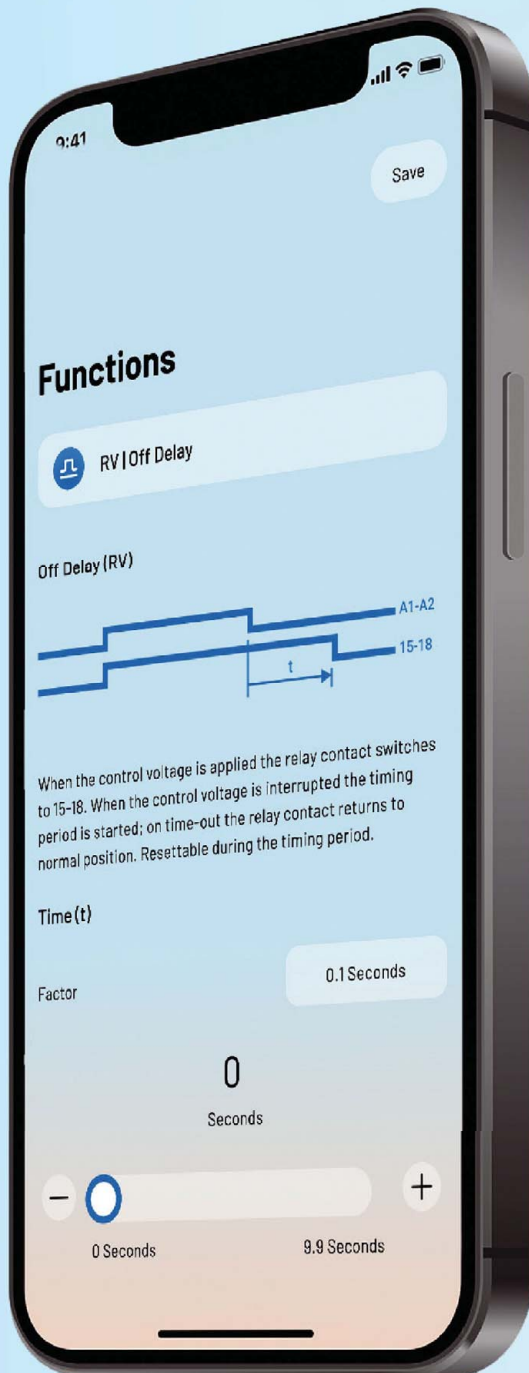 9:41
Save
Functions
RV | Off Delay
Off Delay (RV)
A1-A2
15-18
t
When the control voltage is applied the relay contact switches
to 15-18. When the control voltage is interrupted the timing
period is started; on time-out the relay contact returns to
normal position. Resettable during the timing period.
Time (t)
Factor
0.1 Seconds
0
Seconds
0 Seconds
9.9 Seconds